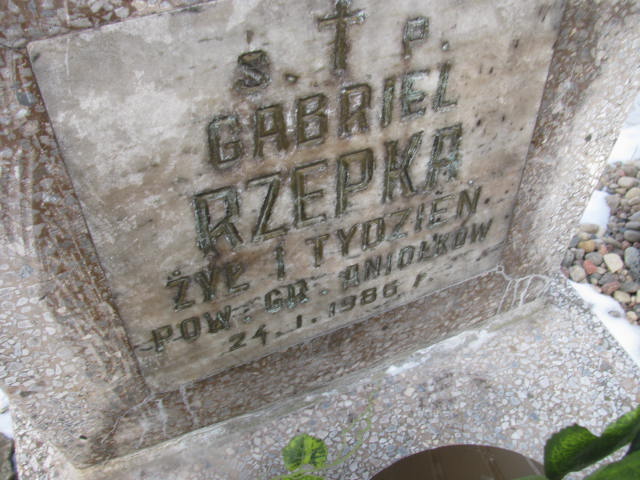 Ś. P.
GABRIEL
RZEPKA
ŻYŁ 1 TYDZIEŃ.
POW. GR. ANIOŁKÓW
24.1.1986 r.